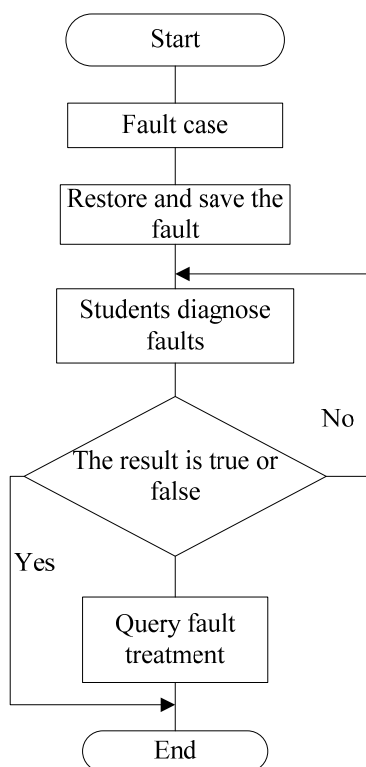 Start
Fault case
Restore and save the
fault
Students diagnose
faults
No
The result is true or
false
Yes
Query fault
treatment
End